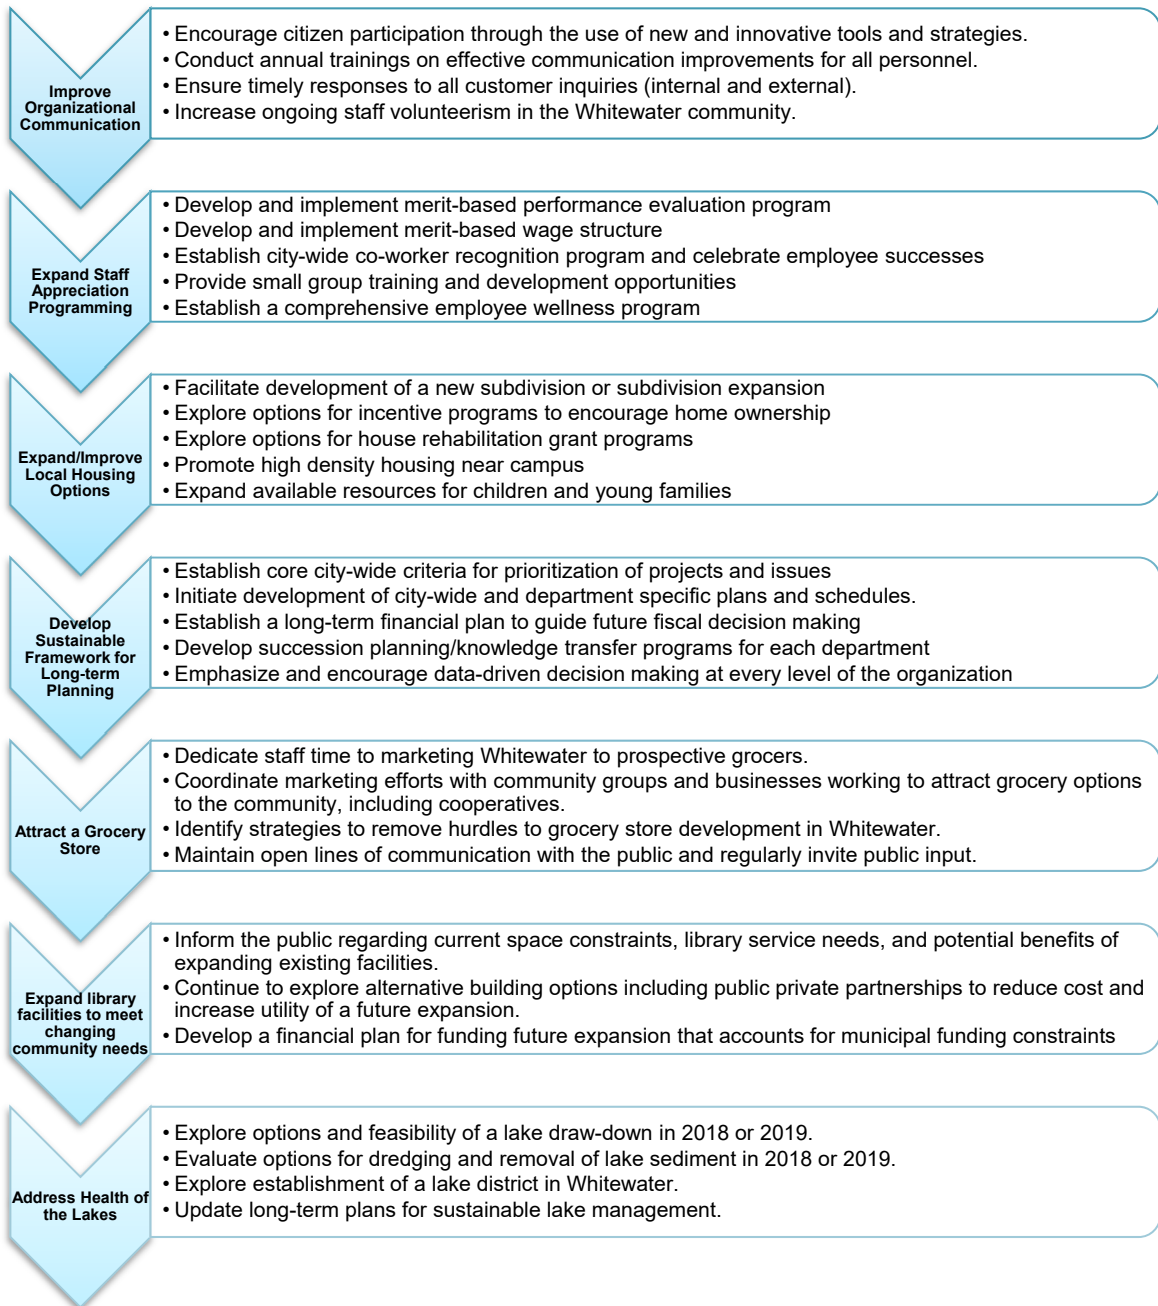 Improve
Organizational
Communication
• Encourage citizen participation through the use of new and innovative tools and strategies.
• Conduct annual trainings on effective communication improvements for all personnel.
• Ensure timely responses to all customer inquiries (internal and external).
• Increase ongoing staff volunteerism in the Whitewater community.
Expand Staff
Appreciation
Programming
• Develop and implement merit-based performance evaluation program
• Develop and implement merit-based wage structure
• Establish city-wide co-worker recognition program and celebrate employee successes
• Provide small group training and development opportunities
• Establish a comprehensive employee wellness program
Expand/Improve
Local Housing
Options
• Facilitate development of a new subdivision or subdivision expansion
• Explore options for incentive programs to encourage home ownership
• Explore options for house rehabilitation grant programs
• Promote high density housing near campus
• Expand available resources for children and young families
Develop
Sustainable
Framework for
Long-term
Planning
• Establish core city-wide criteria for prioritization of projects and issues
• Initiate development of city-wide and department specific plans and schedules.
• Establish a long-term financial plan to guide future fiscal decision making
• Develop succession planning/knowledge transfer programs for each department
• Emphasize and encourage data-driven decision making at every level of the organization
Attract a Grocery
Store
• Dedicate staff time to marketing Whitewater to prospective grocers.
• Coordinate marketing efforts with community groups and businesses working to attract grocery options
to the community, including cooperatives.
• Identify strategies to remove hurdles to grocery store development in Whitewater.
• Maintain open lines of communication with the public and regularly invite public input.
Expand library
facilities to meet
changing
community needs
• Inform the public regarding current space constraints, library service needs, and potential benefits of
expanding existing facilities.
• Continue to explore alternative building options including public private partnerships to reduce cost and
increase utility of a future expansion.
• Develop a financial plan for funding future expansion that accounts for municipal funding constraints
Address Health of
the Lakes
• Explore options and feasibility of a lake draw-down in 2018 or 2019.
• Evaluate options for dredging and removal of lake sediment in 2018 or 2019.
• Explore establishment of a lake district in Whitewater.
• Update long-term plans for sustainable lake management.